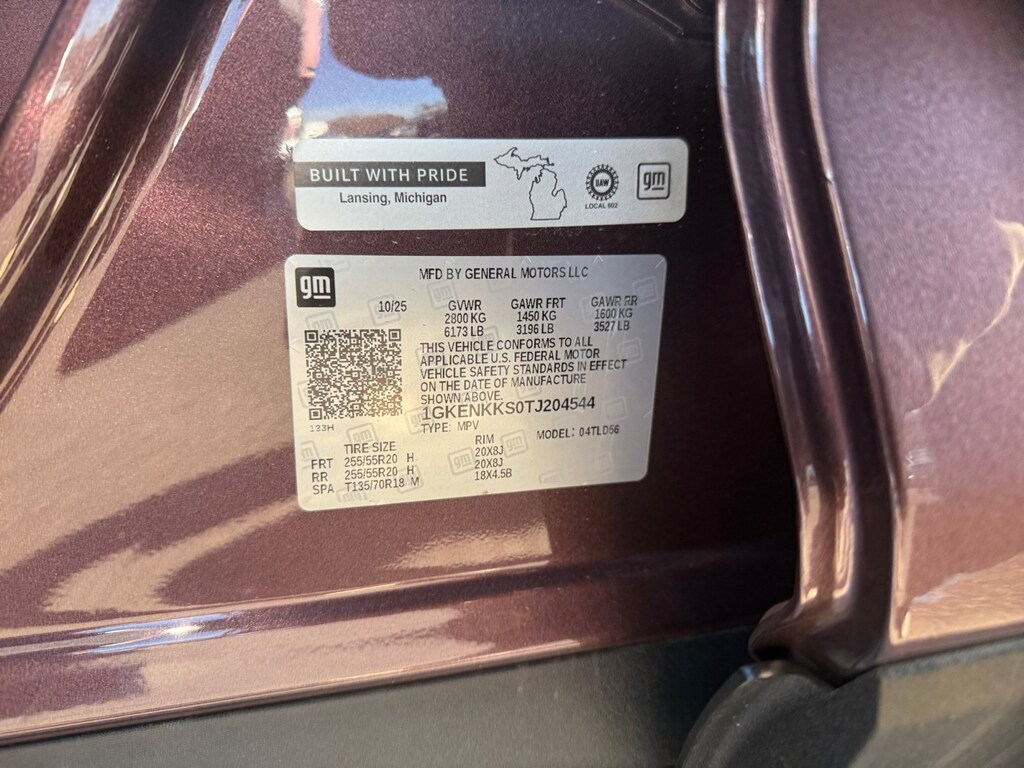 BUILT WITH PRIDE
Lansing, Michigan
UAW
LOCAL 602
gm
gm
MFD BY GENERAL MOTORS LLC
10/25 GVWR GAWR FRT GAWR RR
2800 KG 1450 KG 1600 KG
6173 LB 3196 LB 3527 LB
THIS VEHICLE CONFORMS TO ALL
APPLICABLE U.S. FEDERAL MOTOR
VEHICLE SAFETY STANDARDS IN EFFECT
ON THE DATE OF MANUFACTURE
SHOWN ABOVE.
1GKENKKS0TJ204544
133H
TYPE: MPV MODEL: 04TLD56
TIRE SIZE RIM
FRT 255/55R20 H 20X8J
RR 255/55R20 H 20X8J
SPA T135/70R18 M 18X4.5B